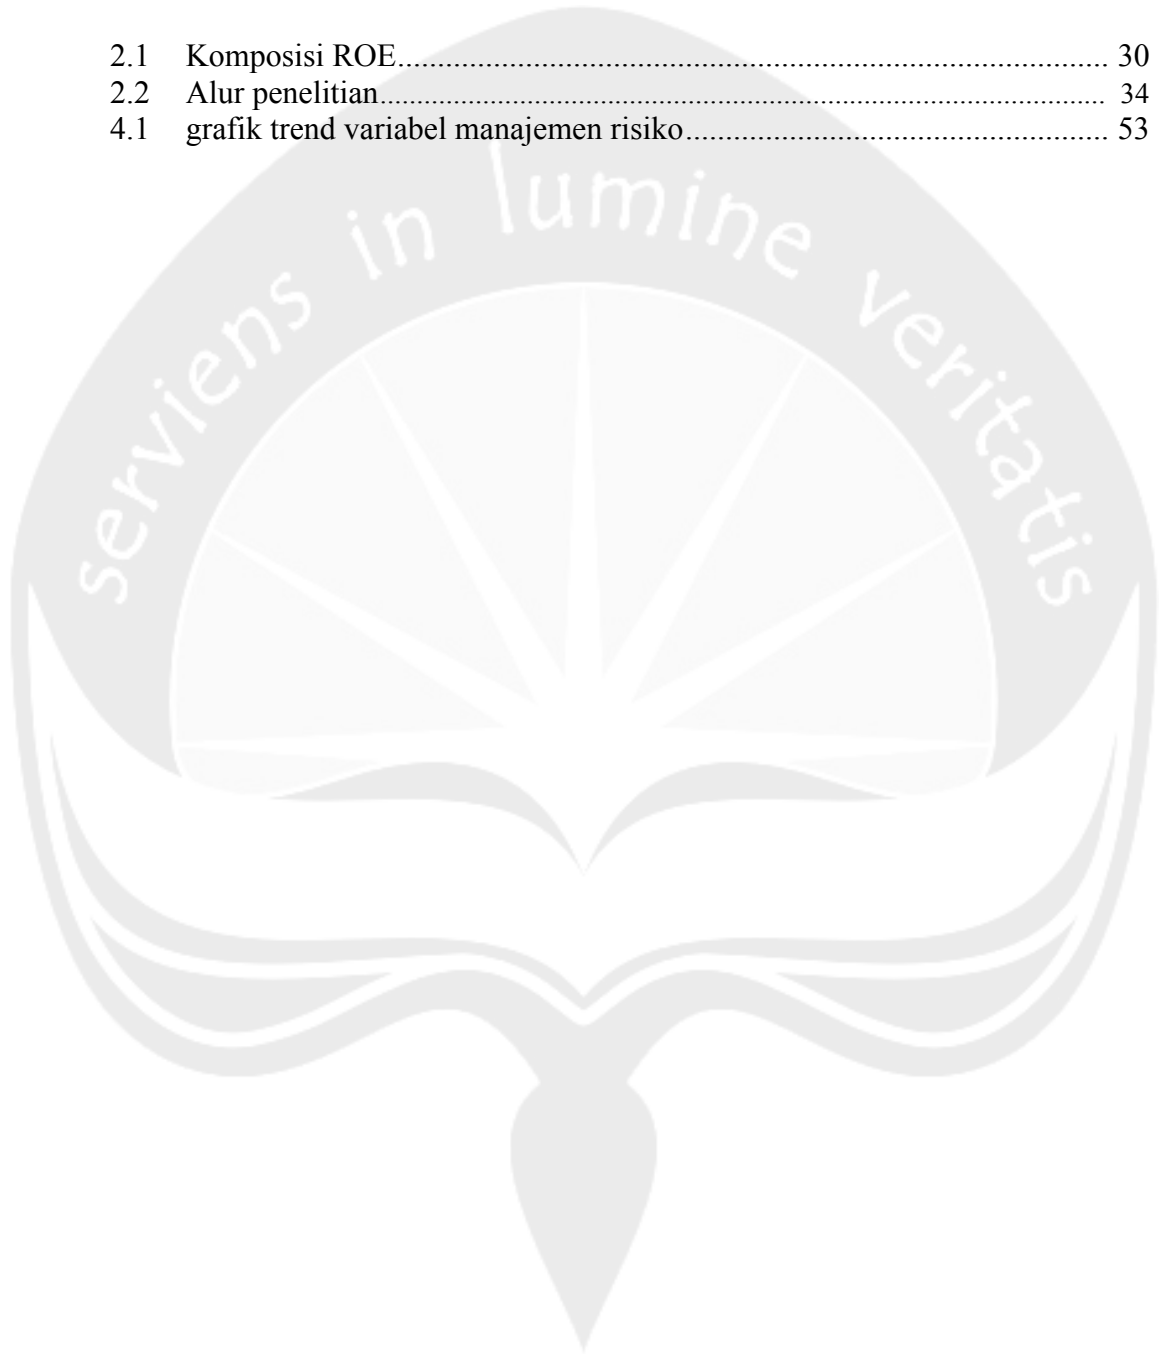 2.1 Komposisi ROE.................................................................................................. 30
2.2 Alur penelitian.................................................................................................... 34
4.1 grafik trend variabel manajemen risiko.......................................................... 53
serviens in lumine veritatis